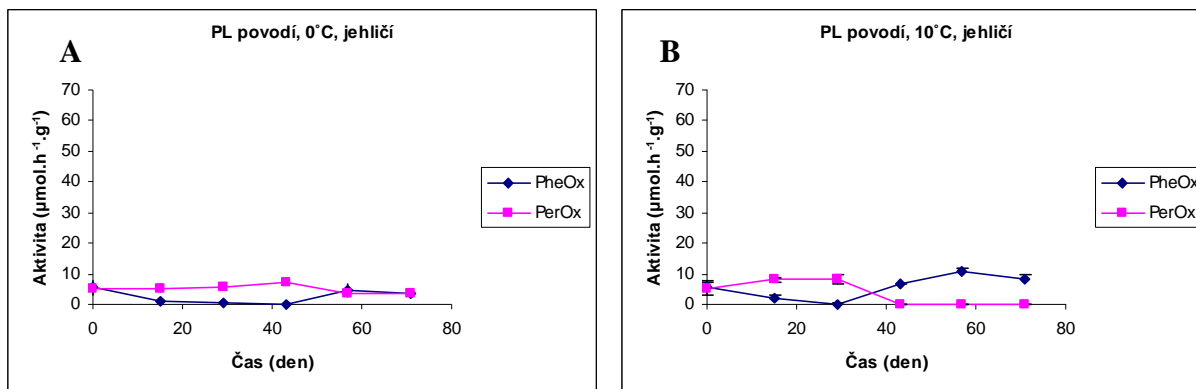 PL povodí, 0˚C, jehličí
A
70
60
50
40
30
20
10
0
Aktivita (µmol.h⁻¹.g⁻¹)
0 20 40 60 80
Čas (den)
PheOx
PerOx
PL povodí, 10˚C, jehličí
B
70
60
50
40
30
20
10
0
Aktivita (µmol.h⁻¹.g⁻¹)
0 20 40 60 80
Čas (den)
PheOx
PerOx